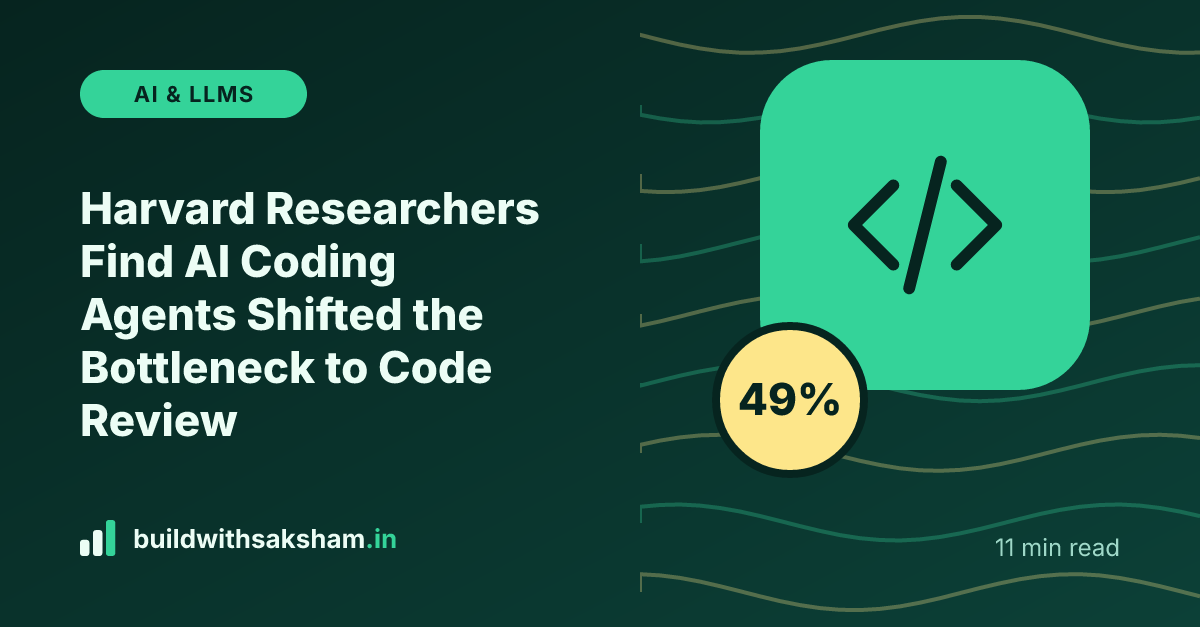 AI & LLMS
Harvard Researchers
Find AI Coding
Agents Shifted the
Bottleneck to Code
Review
49%
buildwithsaksham.in
11 min read